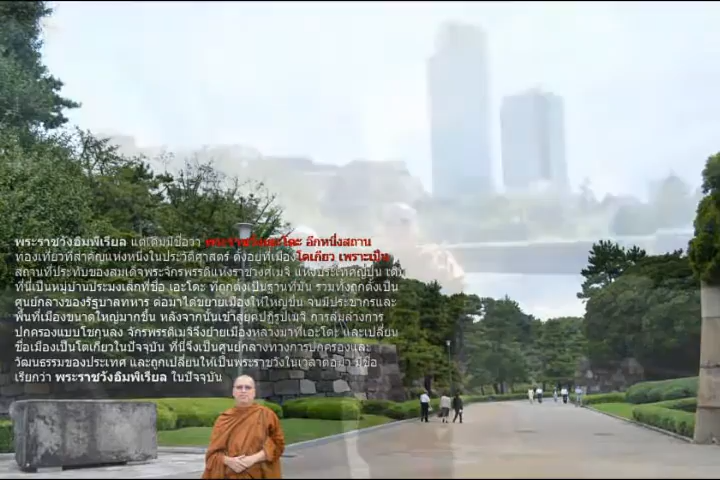 พระราชวังอิมพีเรียล แต่เดิมมีชื่อว่า พระราชวังเอะโดะ อีกหนึ่งสถาน
ท่องเที่ยวที่สำคัญแห่งหนึ่งในประวัติศาสตร์ ตั้งอยู่ที่เมืองโตเกียว เพราะเป็น
สถานที่ประทับของสมเด็จพระจักรพรรดิแห่งราชวงศ์เมจิ แห่งประเทศญี่ปุ่น เดิม
ที่นี่เป็นหมู่บ้านประมงเล็กที่ชื่อ เอะโดะ ที่ถูกตั้งเป็นฐานที่มั่น รวมทั้งถูกตั้งเป็น
ศูนย์กลางของรัฐบาลทหาร ต่อมาได้ขยายเมืองให้ใหญ่ขึ้น จนมีประชากรและ
พื้นที่เมืองขนาดใหญ่มากขึ้น หลังจากนั้นเข้าสู่ยุคปฏิรูปเมจิ การล้มล้างการ
ปกครองแบบโชกุนลง จักรพรรดิเมจิจึงย้ายเมืองหลวงมาที่เอะโดะ และเปลี่ยน
ชื่อเมืองเป็นโตเกียวในปัจจุบัน ที่นี่จึงเป็นศูนย์กลางทางการปกครองและ
วัฒนธรรมของประเทศ และถูกเปลี่ยนให้เป็นพระราชวังในเวลาต่อมา มีชื่อ
เรียกว่า พระราชวังอิมพีเรียล ในปัจจุบัน